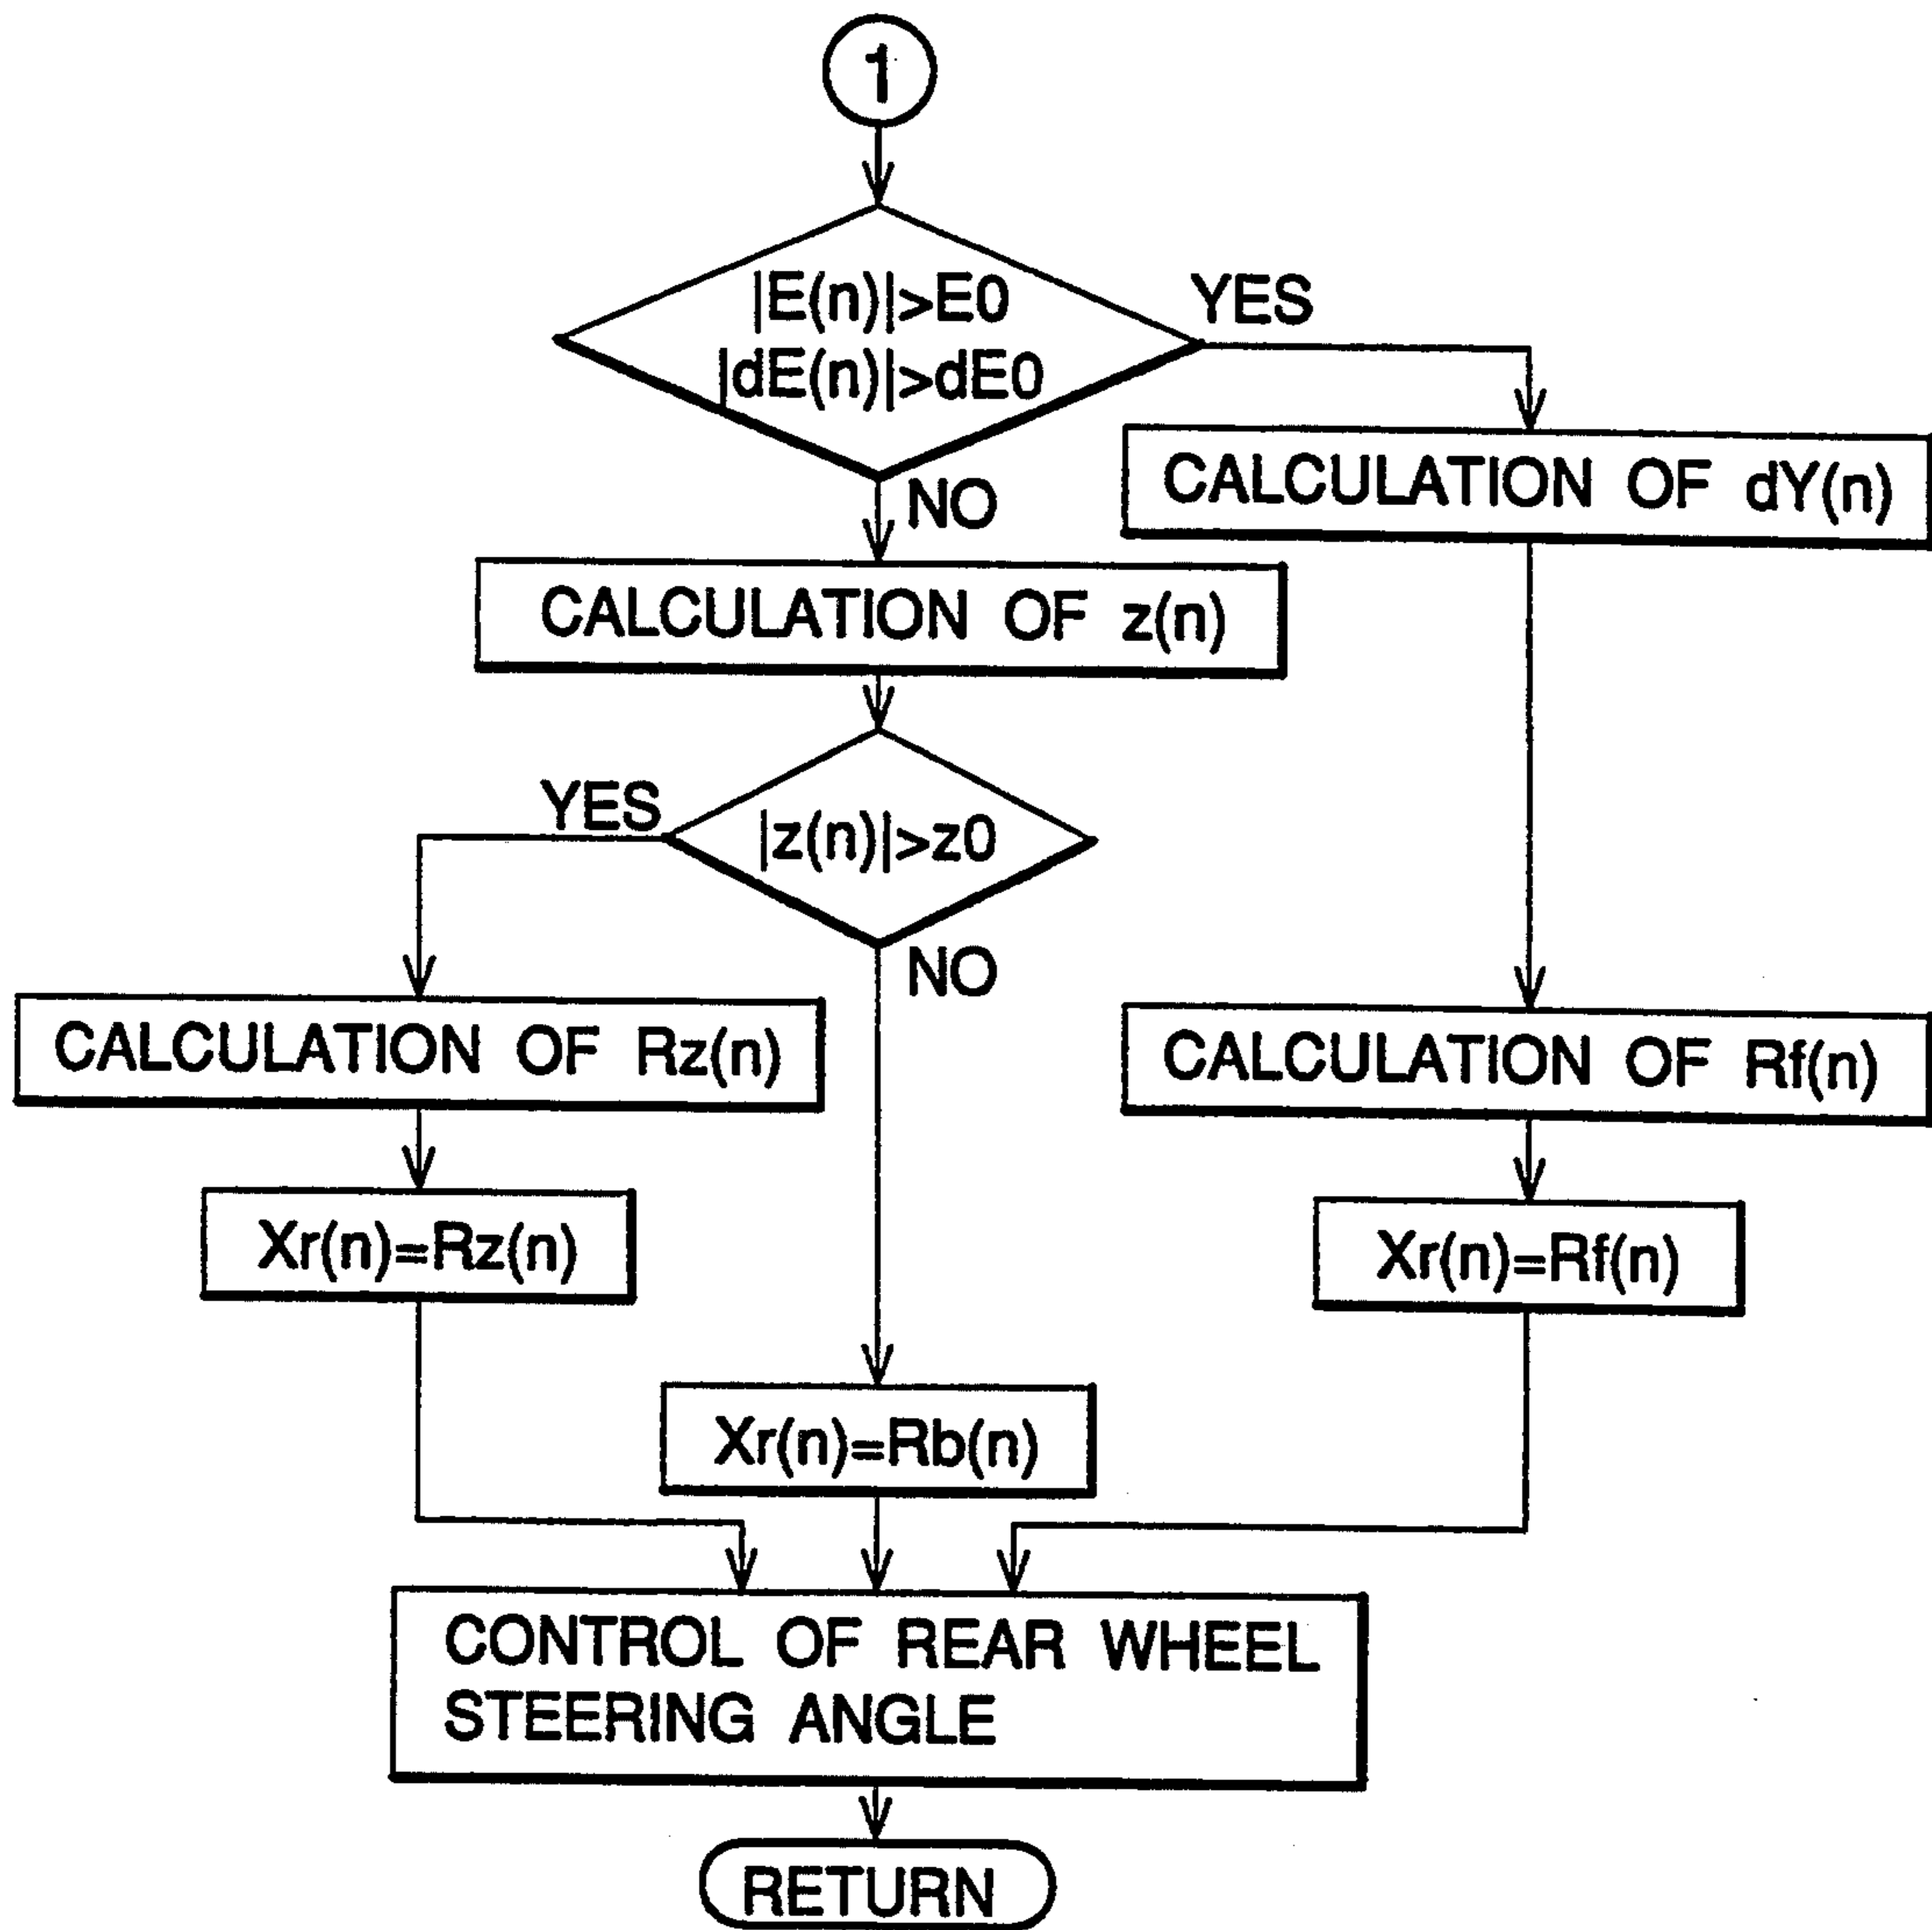 1
|E(n)|>E0
|dE(n)|>dE0
YES
CALCULATION OF dY(n)
NO
CALCULATION OF z(n)
YES
|z(n)|>z0
NO
CALCULATION OF Rz(n)
CALCULATION OF Rf(n)
Xr(n)=Rz(n)
Xr(n)=Rf(n)
Xr(n)=Rb(n)
CONTROL OF REAR WHEEL
STEERING ANGLE
RETURN